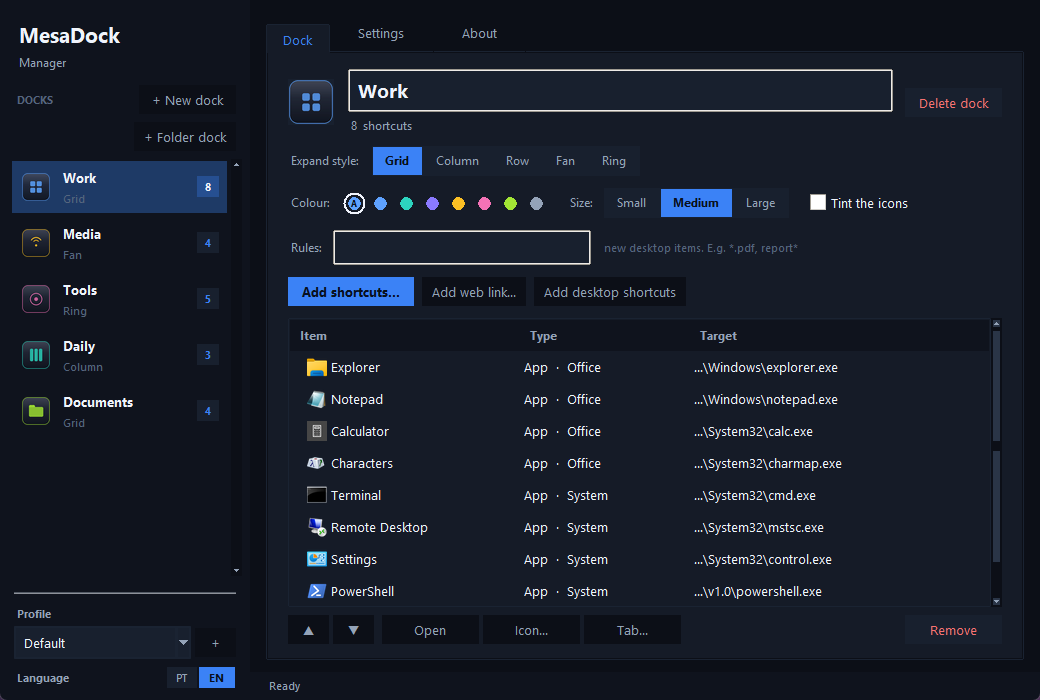 MesaDock
Manager
DOCKS
+ New dock
+ Folder dock
Work
Grid
8
Media
Fan
4
Tools
Ring
5
Daily
Column
3
Documents
Grid
4
Profile
Default
+
Language
PT EN
Dock Settings About
Work
8 shortcuts
Delete dock
Expand style: Grid Column Row Fan Ring
Colour: A Size: Small Medium Large Tint the icons
Rules: new desktop items. E.g. *.pdf, report*
Add shortcuts... Add web link... Add desktop shortcuts
Item Type Target
Explorer App · Office ...\Windows\explorer.exe
Notepad App · Office ...\Windows\notepad.exe
Calculator App · Office ...\System32\calc.exe
Characters App · Office ...\System32\charmap.exe
Terminal App · System ...\System32\cmd.exe
Remote Desktop App · System ...\System32\mstsc.exe
Settings App · System ...\System32\control.exe
PowerShell App · System ...\v1.0\powershell.exe
▲ ▼ Open Icon... Tab... Remove
Ready